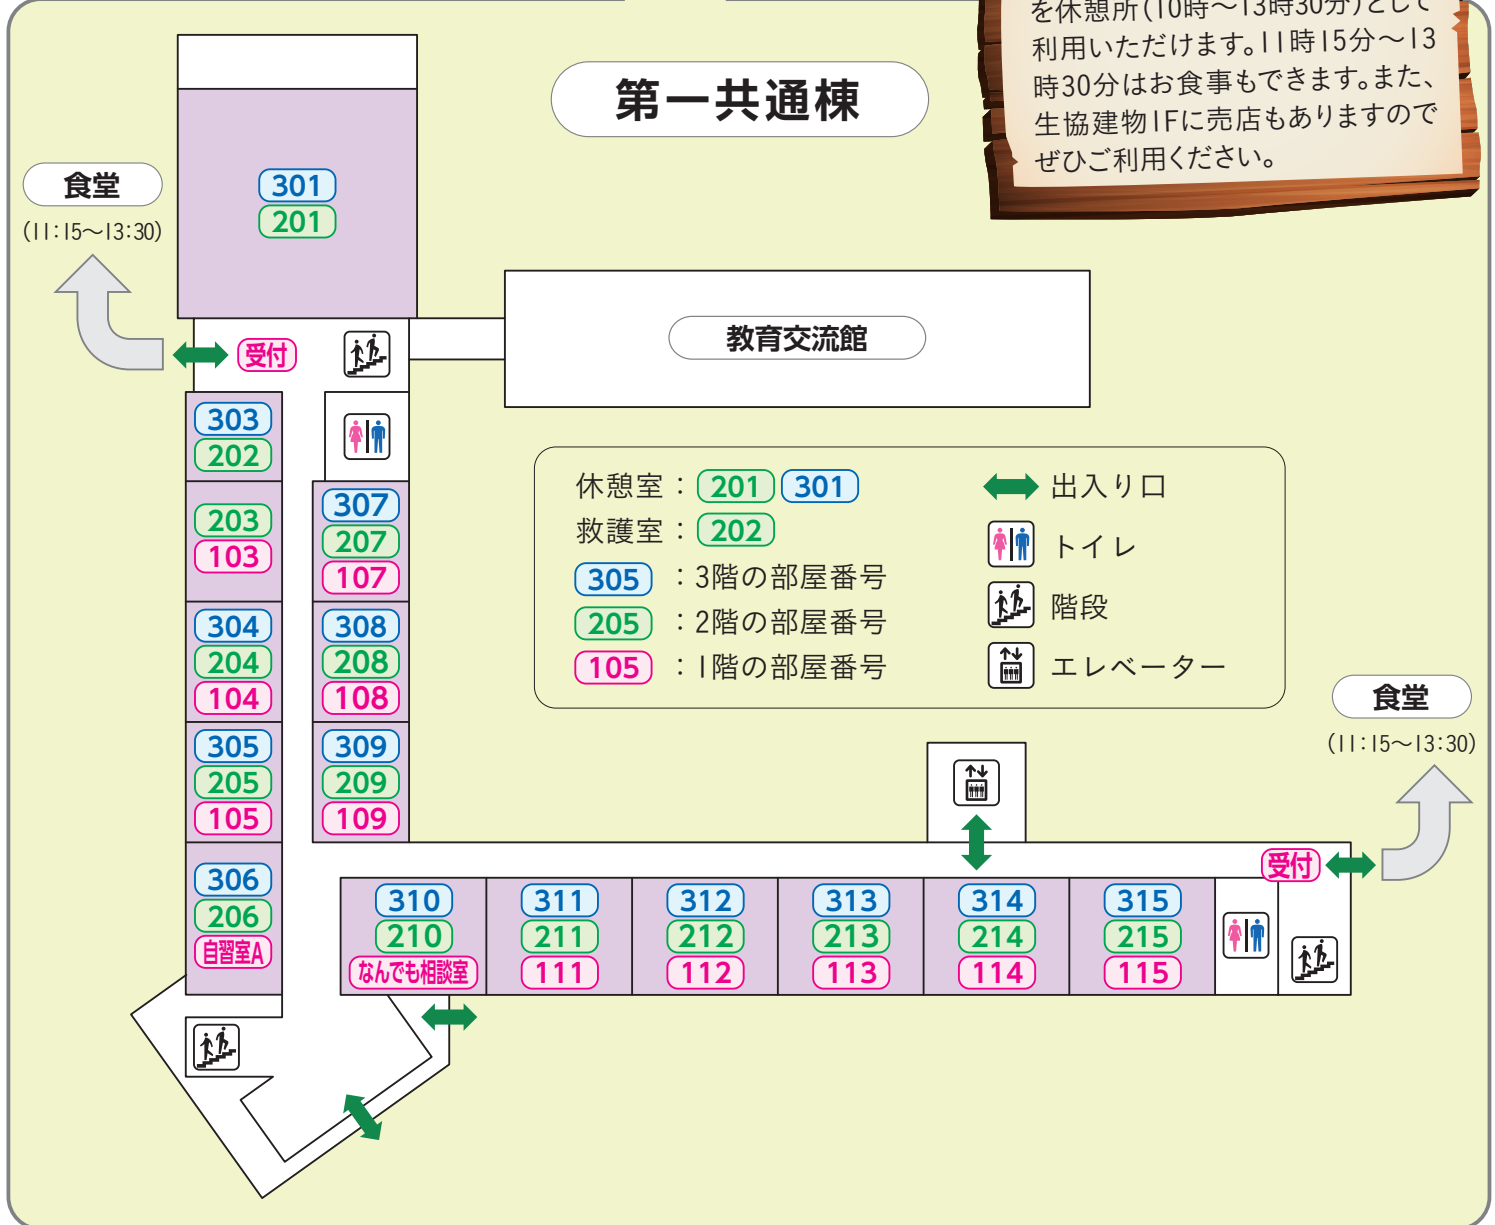 を休憩所(10時～13時30分)として
利用いただけます。11時15分～13
時30分はお食事もできます。また、
生協建物1Fに売店もありますので
ぜひご利用ください。
第一共通棟
食堂
(11:15～13:30)
301
201
教育交流館
受付
303
202
203
103
307
207
107
304
204
104
308
208
108
305
205
105
309
209
109
306
206
自習室A
休憩室：201 301
救護室：202
305：3階の部屋番号
205：2階の部屋番号
105：1階の部屋番号
出入り口
トイレ
階段
エレベーター
食堂
(11:15～13:30)
受付
310
210
なんでも相談室
311
211
111
312
212
112
313
213
113
314
214
114
315
215
115